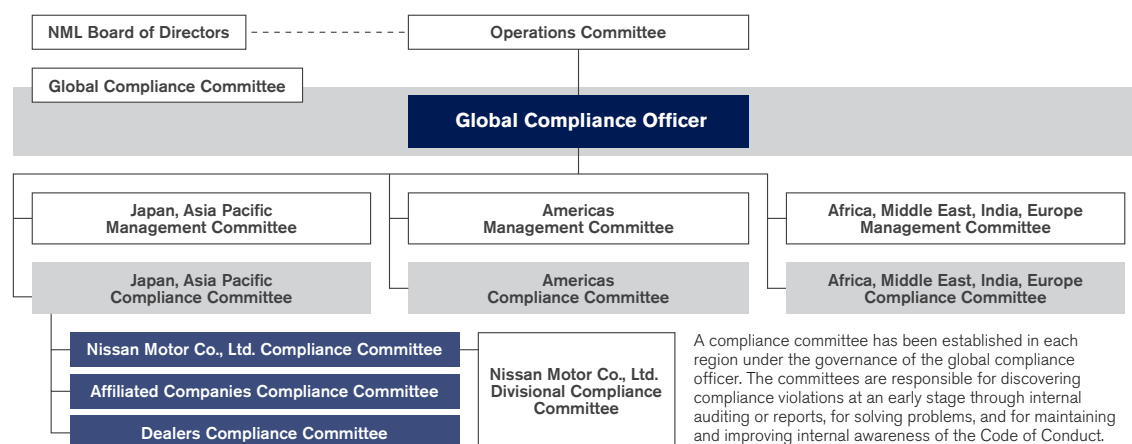 NML Board of Directors
Operations Committee
Global Compliance Committee
Global Compliance Officer
Japan, Asia Pacific
Management Committee
Americas
Management Committee
Africa, Middle East, India, Europe
Management Committee
Japan, Asia Pacific
Compliance Committee
Americas
Compliance Committee
Africa, Middle East, India, Europe
Compliance Committee
Nissan Motor Co., Ltd. Compliance Committee
Affiliated Companies Compliance Committee
Dealers Compliance Committee
Nissan Motor Co., Ltd.
Divisional Compliance
Committee
A compliance committee has been established in each
region under the governance of the global compliance
officer. The committees are responsible for discovering
compliance violations at an early stage through internal
auditing or reports, for solving problems, and for maintaining
and improving internal awareness of the Code of Conduct.